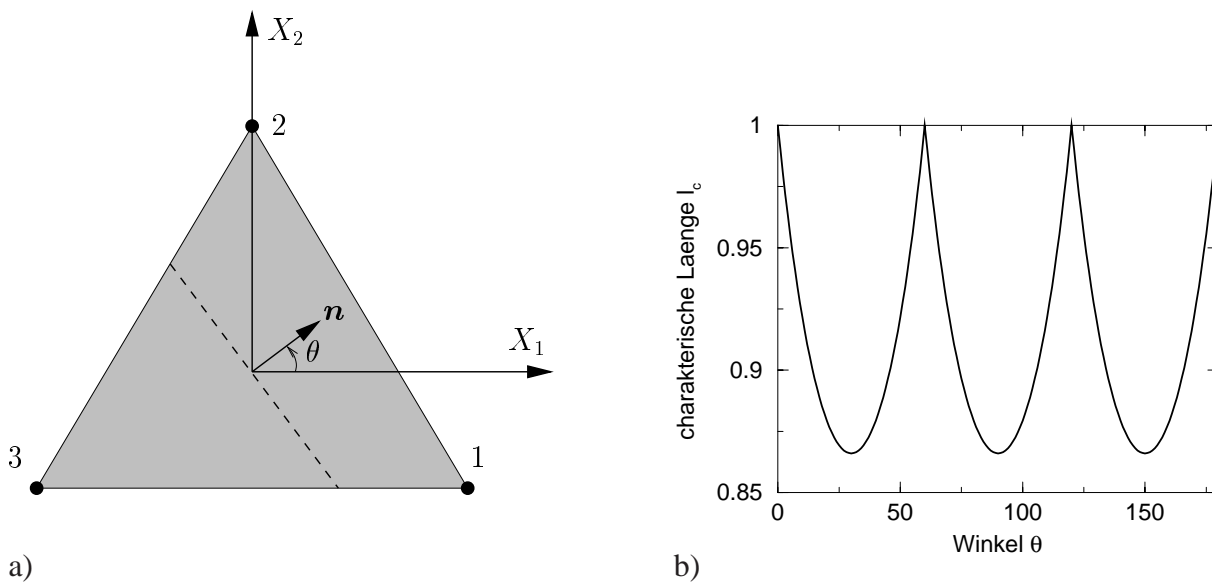 X₂
2
n
θ
X₁
3
1
a)
1
0.95
0.9
0.85
charakterische Laenge l_c
0
50
100
150
Winkel θ
b)